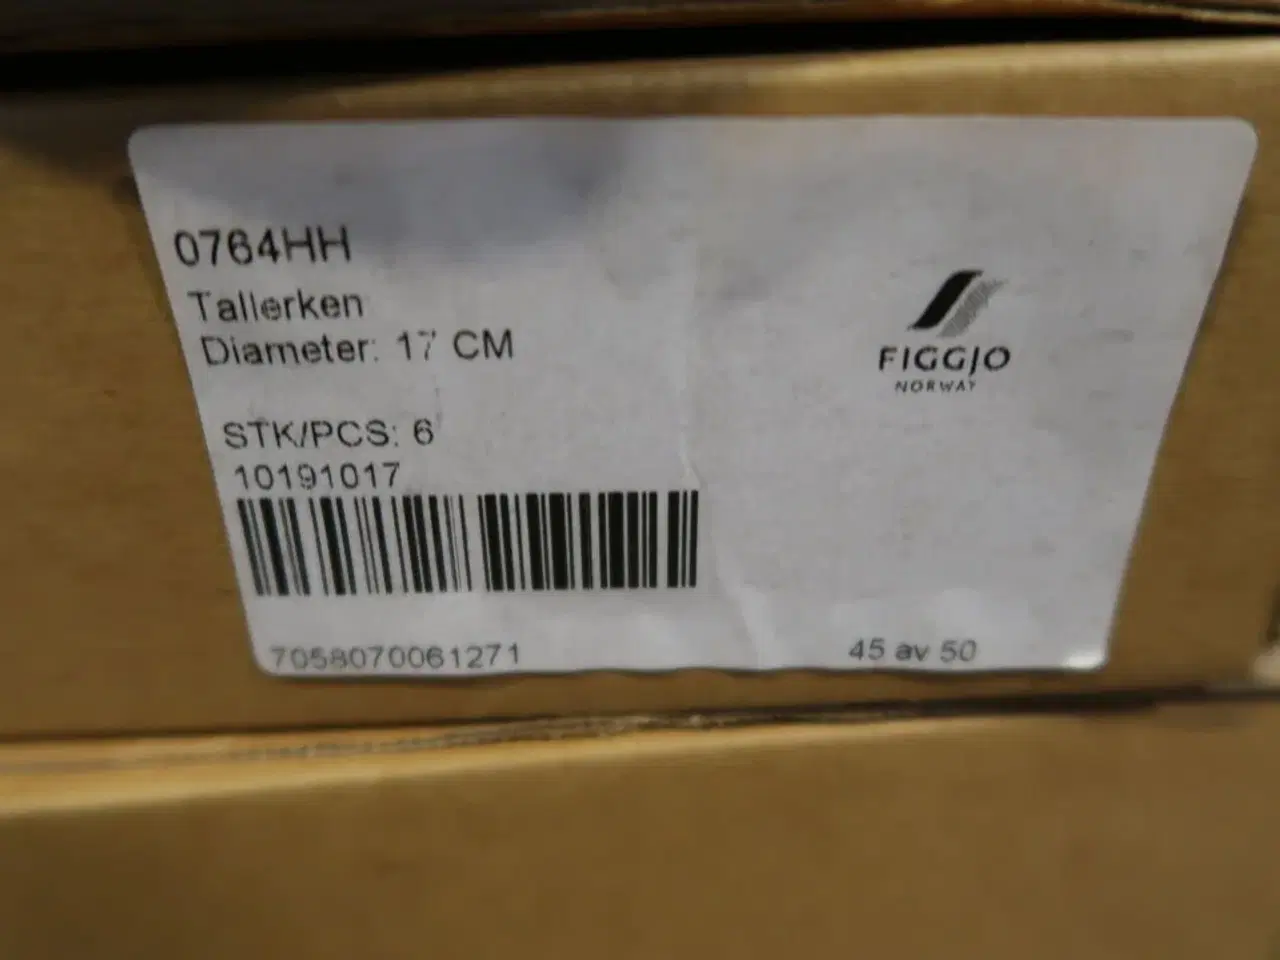 0764HH
Tallerken
Diameter: 17 CM
FIGGJO
NORWAY
STK/PCS: 6
10191017
7058070061271
45 av 50